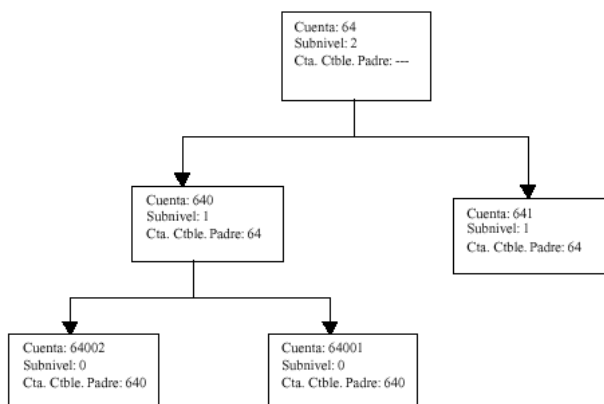 Cuenta: 64
Subnivel: 2
Cta. Ctble. Padre: ---
Cuenta: 640
Subnivel: 1
Cta. Ctble. Padre: 64
Cuenta: 641
Subnivel: 1
Cta. Ctble. Padre: 64
Cuenta: 64002
Subnivel: 0
Cta. Ctble. Padre: 640
Cuenta: 64001
Subnivel: 0
Cta. Ctble. Padre: 640